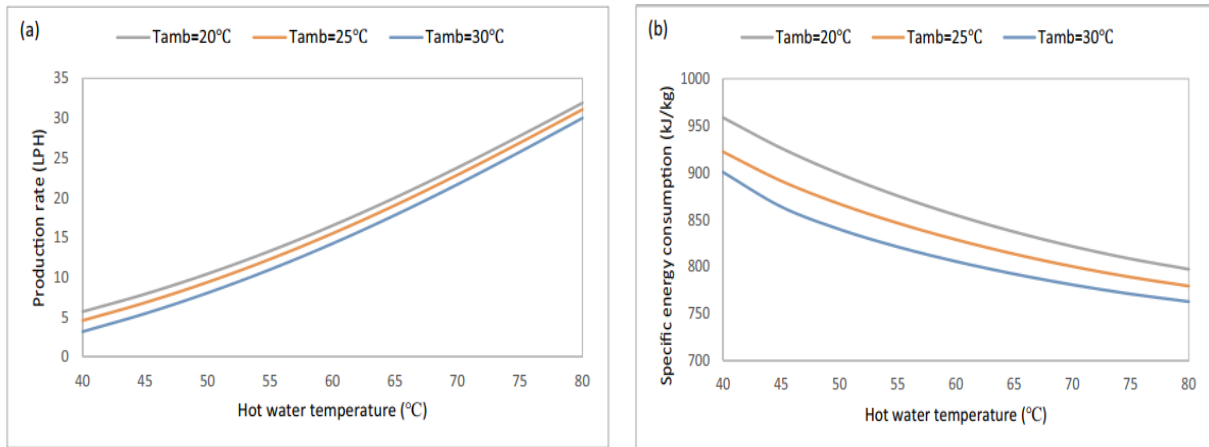 (a)
Tamb=20℃ Tamb=25℃ Tamb=30℃
Production rate (LPH)
35
30
25
20
15
10
5
0
40 45 50 55 60 65 70 75 80
Hot water temperature (℃)
(b)
Tamb=20℃ Tamb=25℃ Tamb=30℃
Specific energy consumption (kJ/kg)
1000
950
900
850
800
750
700
40 45 50 55 60 65 70 75 80
Hot water temperature (℃)